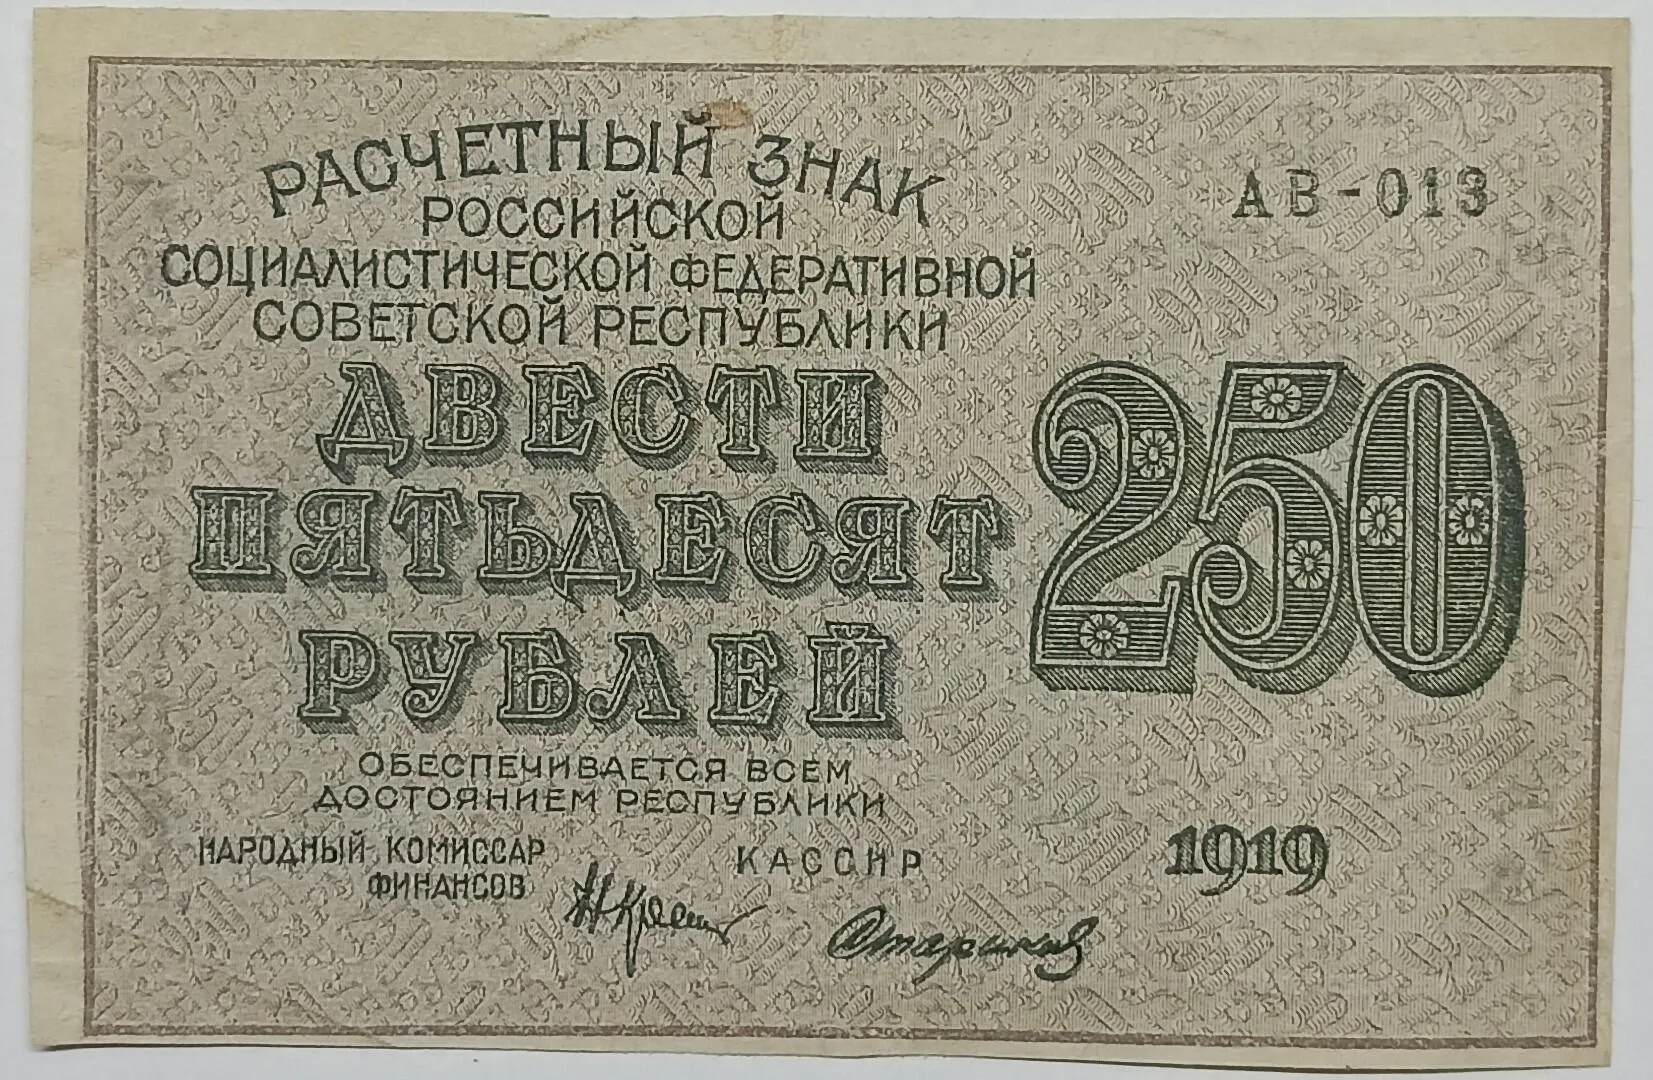 РАСЧЕТНЫЙ ЗНАК
РОССИЙСКОЙ
СОЦИАЛИСТИЧЕСКОЙ ФЕДЕРАТИВНОЙ
СОВЕТСКОЙ РЕСПУБЛИКИ
АВ-013
ДВЕСТИ
ПЯТЬДЕСЯТ
РУБЛЕЙ
250
ОБЕСПЕЧИВАЕТСЯ ВСЕМ
ДОСТОЯНИЕМ РЕСПУБЛИКИ
НАРОДНЫЙ КОМИССАР
ФИНАНСОВ
КАССИР
1919